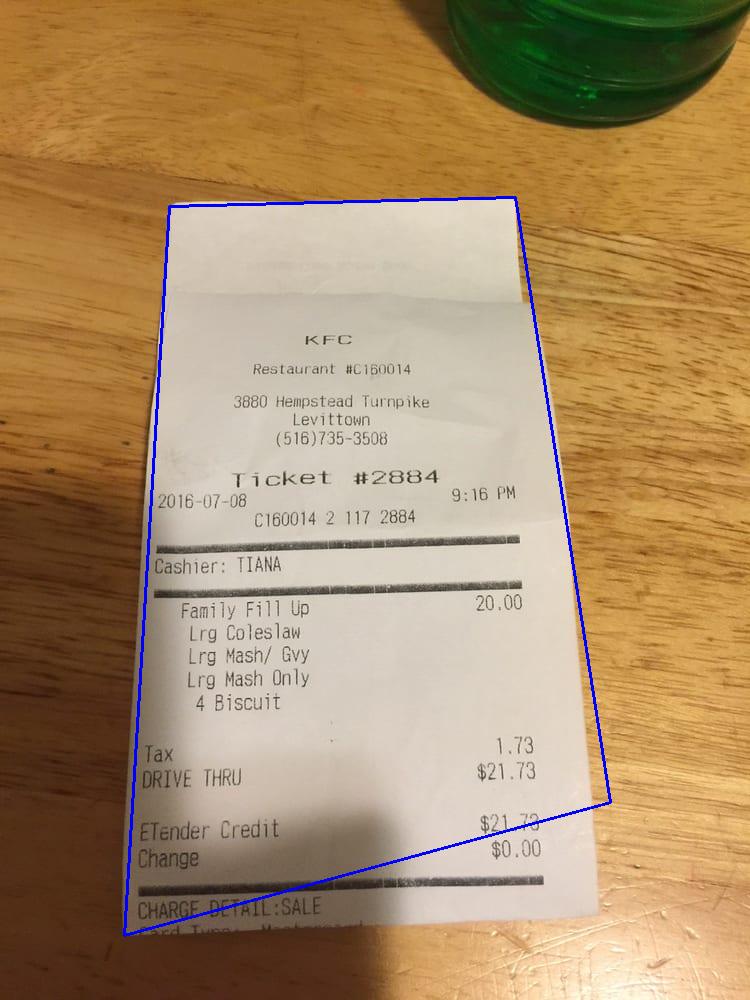 KFC
Restaurant #C160014
3880 Hempstead Turnpike
Levittown
(516)735-3508
Ticket #2884
2016-07-08 9:16 PM
C160014 2 117 2884
Cashier: TIANA
Family Fill Up 20.00
Lrg Coleslaw
Lrg Mash/ Gvy
Lrg Mash Only
4 Biscuit
Tax 1.73
DRIVE THRU $21.73
ETender Credit $21.73
Change $0.00
CHARGE DETAIL:SALE